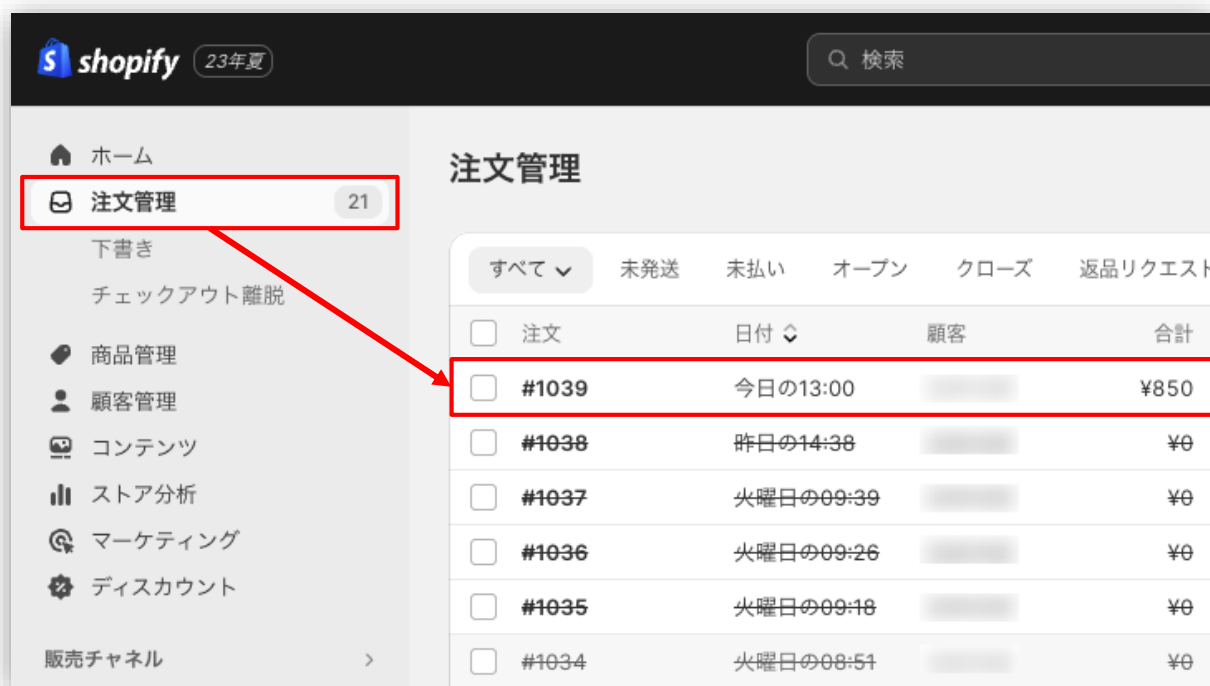 shopify 23年夏
検索
ホーム
注文管理 21
下書き
チェックアウト離脱
商品管理
顧客管理
コンテンツ
ストア分析
マーケティング
ディスカウント
販売チャネル
注文管理
すべて 未発送 未払い オープン クローズ 返品リクエスト
注文 日付 顧客 合計
#1039 今日の13:00 ¥850
#1038 昨日の14:38 ¥0
#1037 火曜日の09:39 ¥0
#1036 火曜日の09:26 ¥0
#1035 火曜日の09:18 ¥0
#1034 火曜日の08:51 ¥0